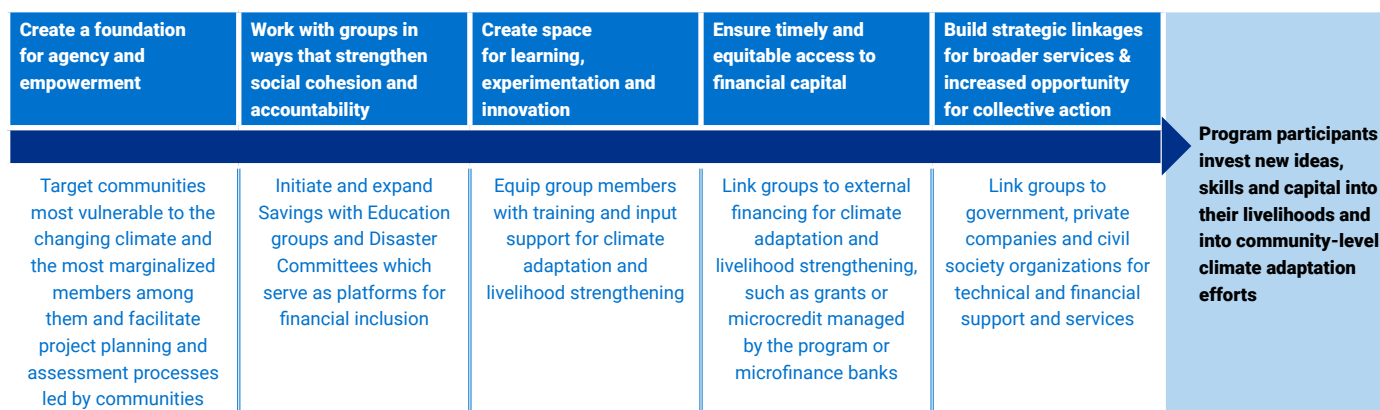 Create a foundation
for agency and
empowerment
Work with groups in
ways that strengthen
social cohesion and
accountability
Create space
for learning,
experimentation and
innovation
Ensure timely and
equitable access to
financial capital
Build strategic linkages
for broader services &
increased opportunity
for collective action
Target communities
most vulnerable to the
changing climate and
the most marginalized
members among
them and facilitate
project planning and
assessment processes
led by communities
Initiate and expand
Savings with Education
groups and Disaster
Committees which
serve as platforms for
financial inclusion
Equip group members
with training and input
support for climate
adaptation and
livelihood strengthening
Link groups to external
financing for climate
adaptation and
livelihood strengthening,
such as grants or
microcredit managed
by the program or
microfinance banks
Link groups to
government, private
companies and civil
society organizations for
technical and financial
support and services
Program participants
invest new ideas,
skills and capital into
their livelihoods and
into community-level
climate adaptation
efforts